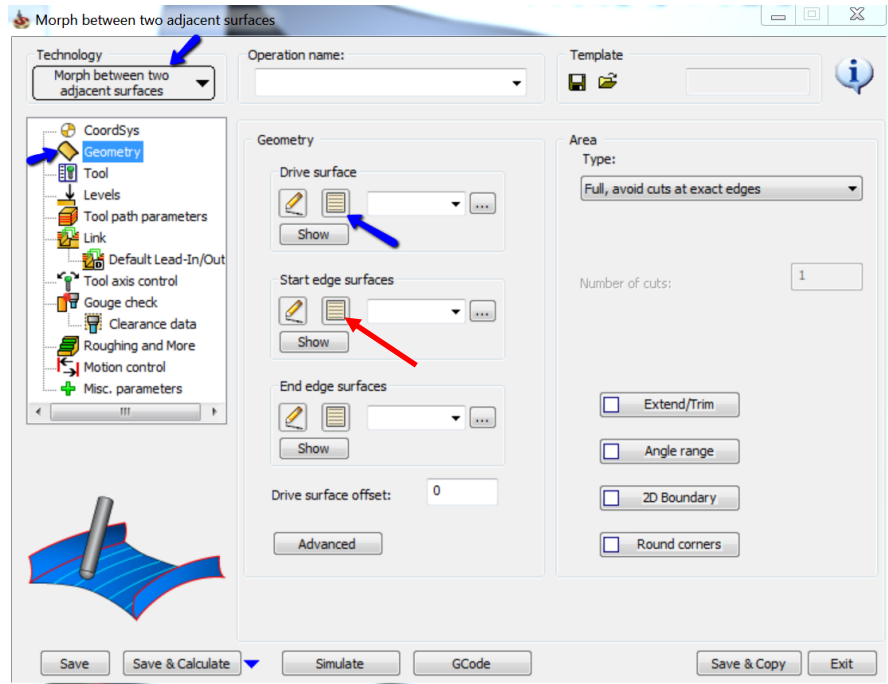 Morph between two adjacent surfaces
Technology
Morph between two
adjacent surfaces
Operation name:
Template
i
CoordSys
Geometry
Tool
Levels
Tool path parameters
Link
Default Lead-In/Out
Tool axis control
Gouge check
Clearance data
Roughing and More
Motion control
Misc. parameters
Geometry
Drive surface
...
Show
Start edge surfaces
...
Show
End edge surfaces
...
Show
Drive surface offset:
0
Advanced
Area
Type:
Full, avoid cuts at exact edges
Number of cuts:
1
Extend/Trim
Angle range
2D Boundary
Round corners
Save
Save & Calculate
Simulate
GCode
Save & Copy
Exit